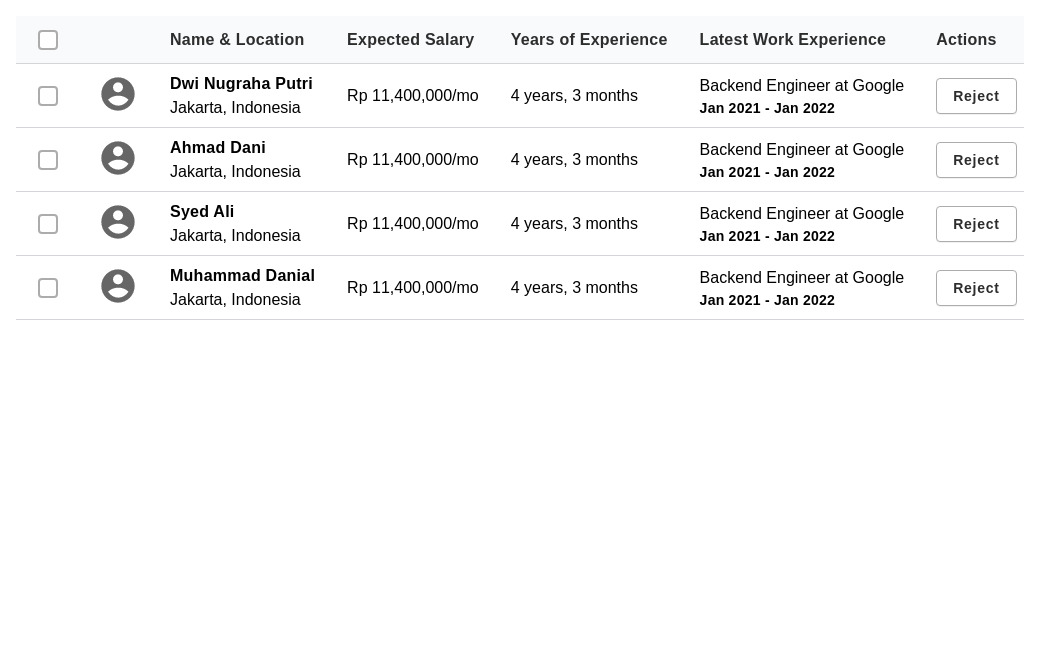 Name & Location Expected Salary Years of Experience Latest Work Experience Actions
Dwi Nugraha Putri
Jakarta, Indonesia
Rp 11,400,000/mo
4 years, 3 months
Backend Engineer at Google
Jan 2021 - Jan 2022
Reject
Ahmad Dani
Jakarta, Indonesia
Rp 11,400,000/mo
4 years, 3 months
Backend Engineer at Google
Jan 2021 - Jan 2022
Reject
Syed Ali
Jakarta, Indonesia
Rp 11,400,000/mo
4 years, 3 months
Backend Engineer at Google
Jan 2021 - Jan 2022
Reject
Muhammad Danial
Jakarta, Indonesia
Rp 11,400,000/mo
4 years, 3 months
Backend Engineer at Google
Jan 2021 - Jan 2022
Reject